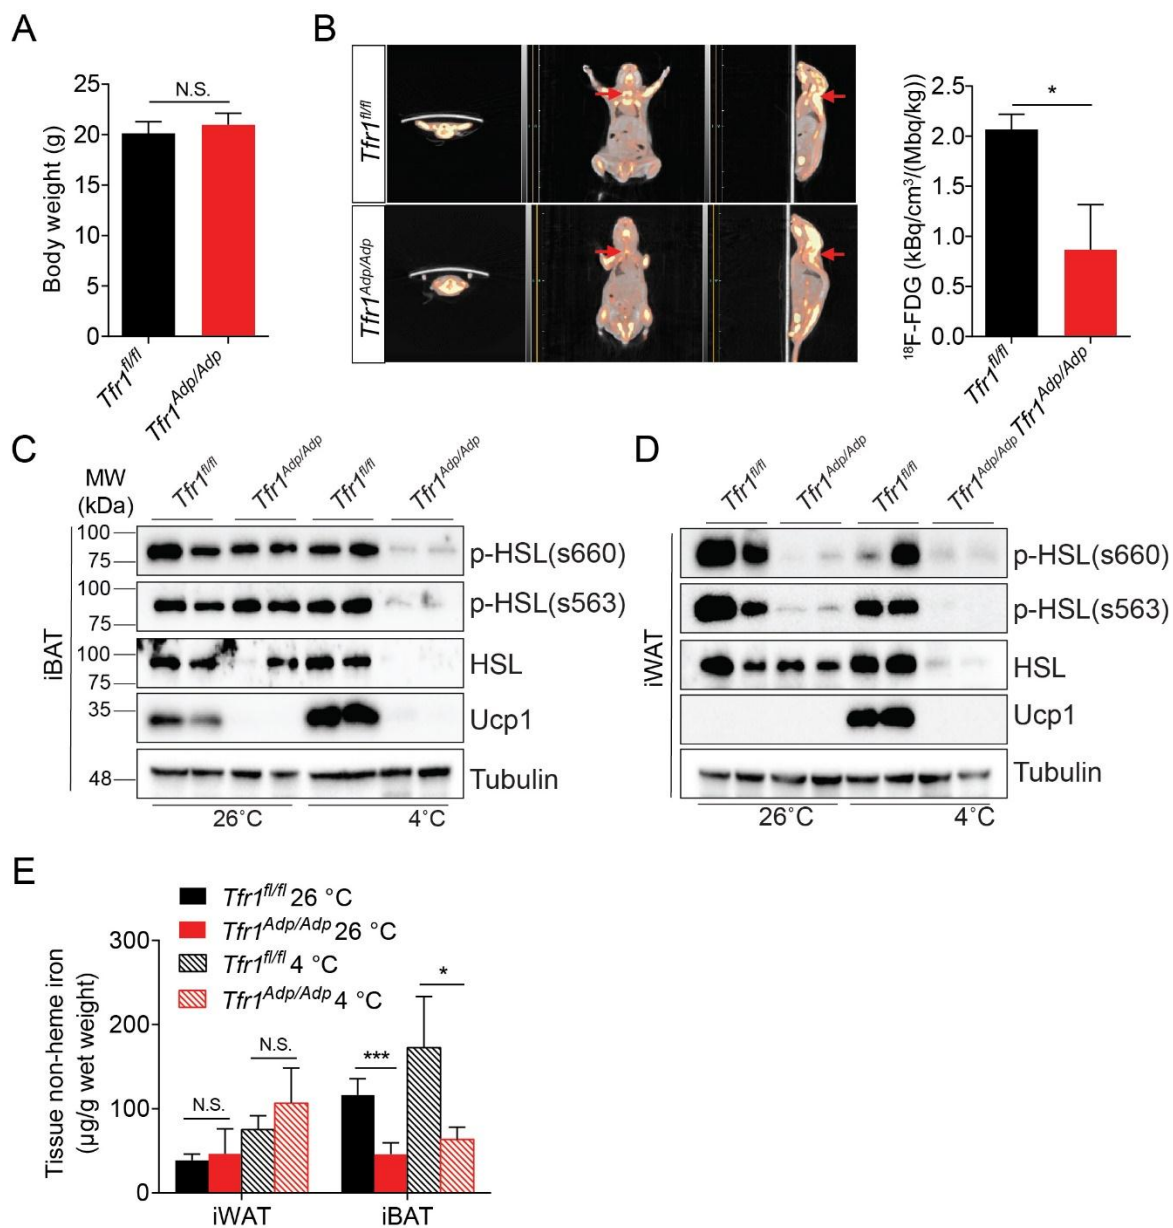 A
B
N.S.
Body weight (g)
25
20
15
10
5
0
Tfr1fl/fl
Tfr1Adp/Adp
Tfr1fl/fl
Tfr1Adp/Adp
*
18F-FDG (kBq/cm3/(Mbq/kg))
2.5
2.0
1.5
1.0
0.5
0.0
Tfr1fl/fl
Tfr1Adp/Adp
C
MW
(kDa)
Tfr1fl/fl
Tfr1Adp/Adp
Tfr1fl/fl
Tfr1Adp/Adp
iBAT
100
75
p-HSL(s660)
100
75
p-HSL(s563)
100
75
HSL
35
Ucp1
48
Tubulin
26°C
4°C
D
Tfr1fl/fl
Tfr1Adp/Adp
Tfr1fl/fl
Tfr1Adp/Adp
iWAT
p-HSL(s660)
p-HSL(s563)
HSL
Ucp1
Tubulin
26°C
4°C
E
Tfr1fl/fl 26 °C
Tfr1Adp/Adp 26 °C
Tfr1fl/fl 4 °C
Tfr1Adp/Adp 4 °C
Tissue non-heme iron
(µg/g wet weight)
300
200
100
0
N.S.
N.S.
***
*
iWAT
iBAT